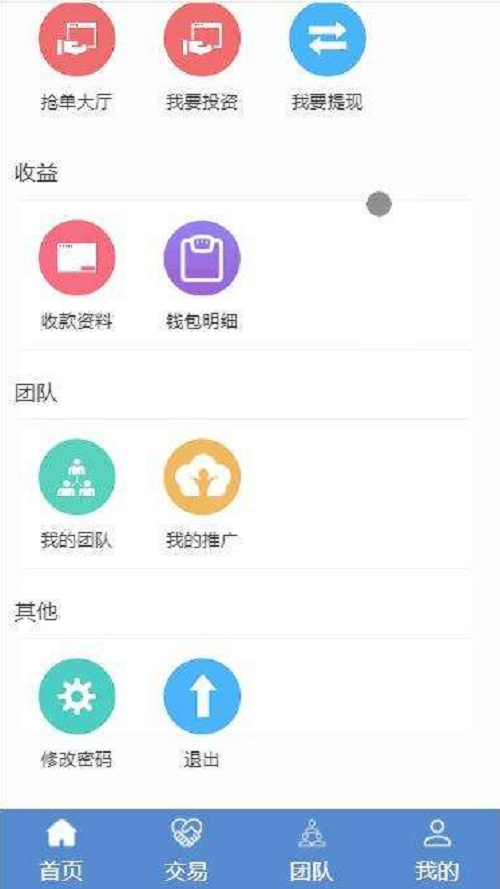 抢单大厅 我要投资 我要提现
收益
收款资料 钱包明细
团队
我的团队 我的推广
其他
修改密码 退出
首页 交易 团队 我的